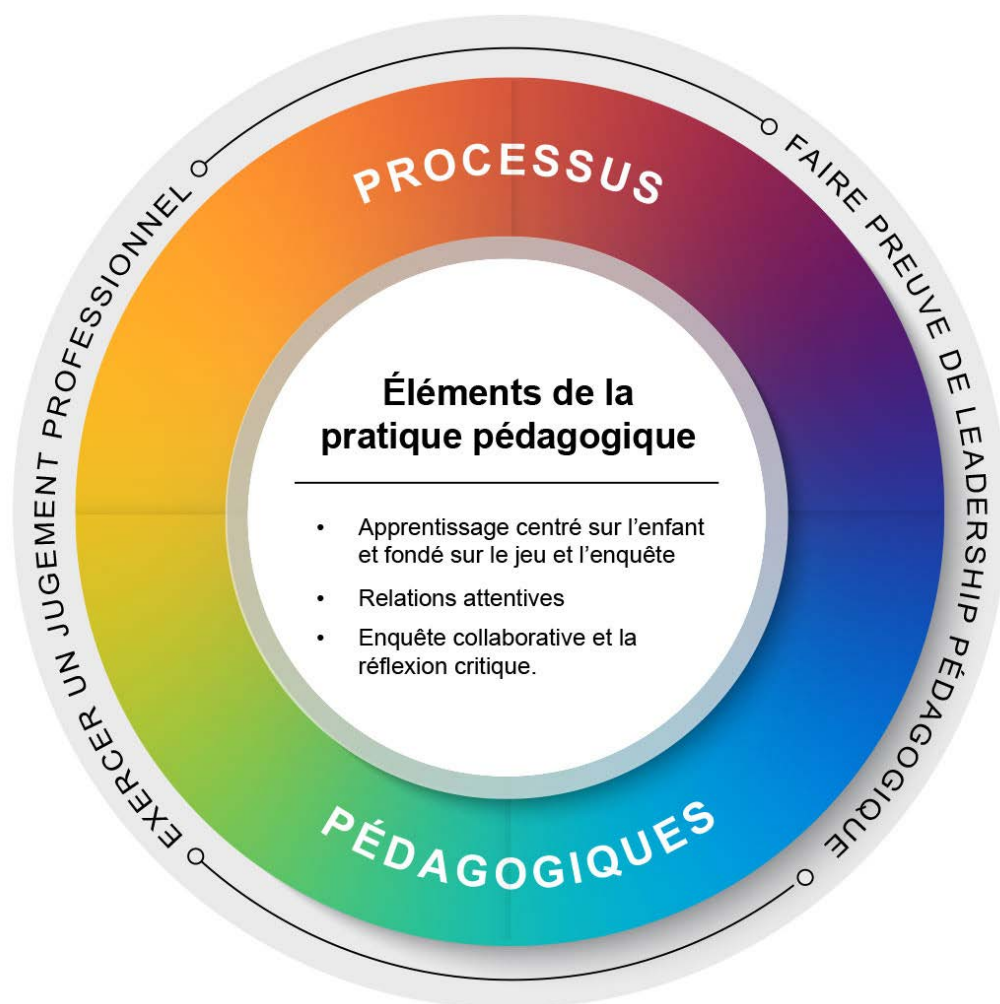 PROCESSUS
EXERCER UN JUGEMENT PROFESSIONNEL
FAIRE PREUVE DE LEADERSHIP PÉDAGOGIQUE
Éléments de la
pratique pédagogique
• Apprentissage centré sur l’enfant
et fondé sur le jeu et l’enquête
• Relations attentives
• Enquête collaborative et la
réflexion critique.
PÉDAGOGIQUES